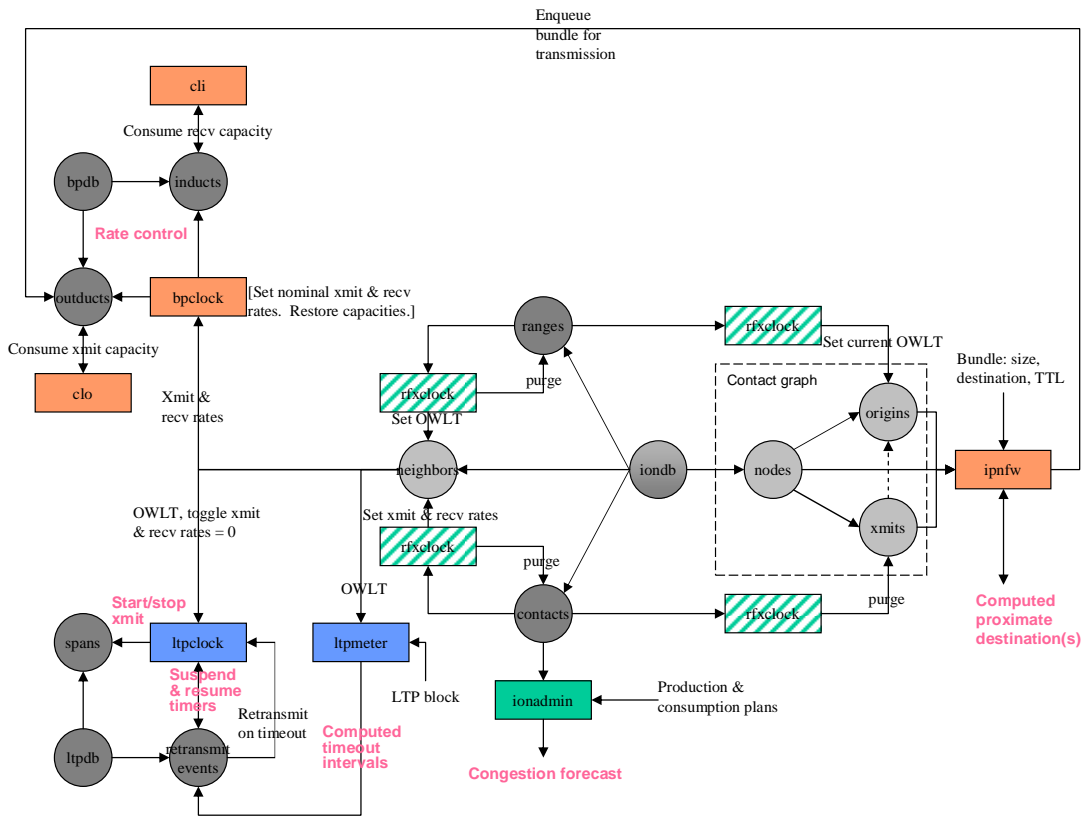 Enqueue
bundle for
transmission
cli
Consume recv capacity
bpdb
inducts
Rate control
outducts
bpclock
[Set nominal xmit & recv
rates.  Restore capacities.]
Consume xmit capacity
clo
Xmit &
recv rates
ranges
rfxclock
Set current OWLT
purge
rfxclock
Set OWLT
Contact graph
Bundle: size,
destination, TTL
origins
neighbors
iondb
nodes
ipnfw
xmits
OWLT, toggle xmit
& recv rates = 0
Set xmit & recv rates
rfxclock
purge
OWLT
contacts
rfxclock
purge
Computed
proximate
destination(s)
Start/stop
xmit
spans
ltpclock
ltpmeter
Suspend
& resume
timers
LTP block
ionadmin
Production &
consumption plans
Retransmit
on timeout
Computed
timeout
intervals
ltpdb
retransmit
events
Congestion forecast